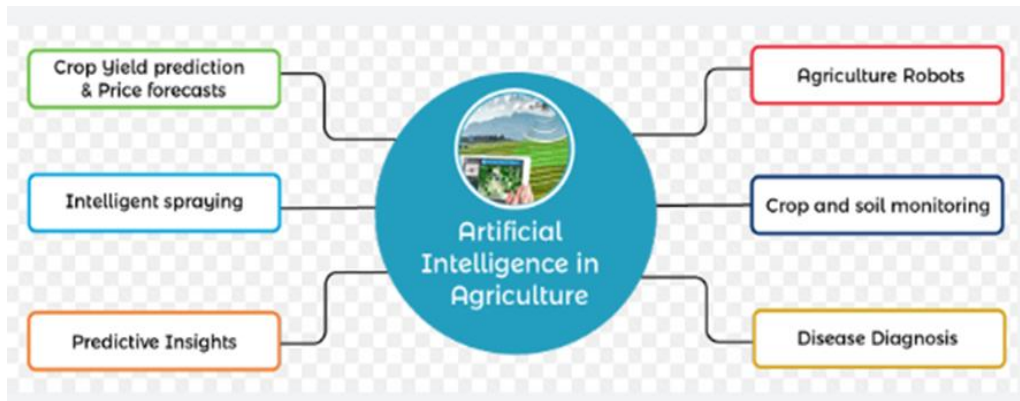 Crop Yield prediction
& Price forecasts
Intelligent spraying
Predictive Insights
Artificial
Intelligence in
Agriculture
Agriculture Robots
Crop and soil monitoring
Disease Diagnosis